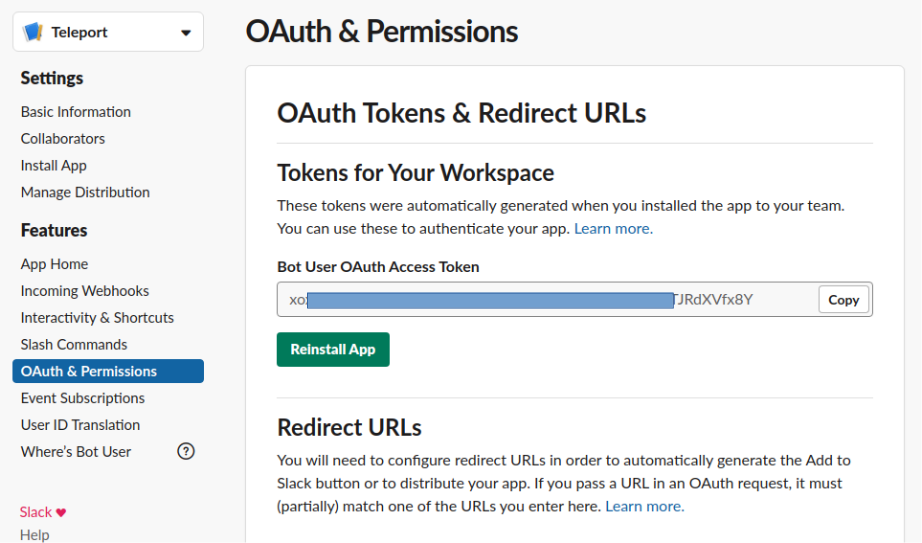 Teleport
Settings
Basic Information
Collaborators
Install App
Manage Distribution
Features
App Home
Incoming Webhooks
Interactivity & Shortcuts
Slash Commands
OAuth & Permissions
Event Subscriptions
User ID Translation
Where's Bot User
?
Slack ♥
Help
OAuth & Permissions
OAuth Tokens & Redirect URLs
Tokens for Your Workspace
These tokens were automatically generated when you installed the app to your team.
You can use these to authenticate your app. Learn more.
Bot User OAuth Access Token
xo JRdXVfx8Y
Copy
Reinstall App
Redirect URLs
You will need to configure redirect URLs in order to automatically generate the Add to
Slack button or to distribute your app. If you pass a URL in an OAuth request, it must
(partially) match one of the URLs you enter here. Learn more.